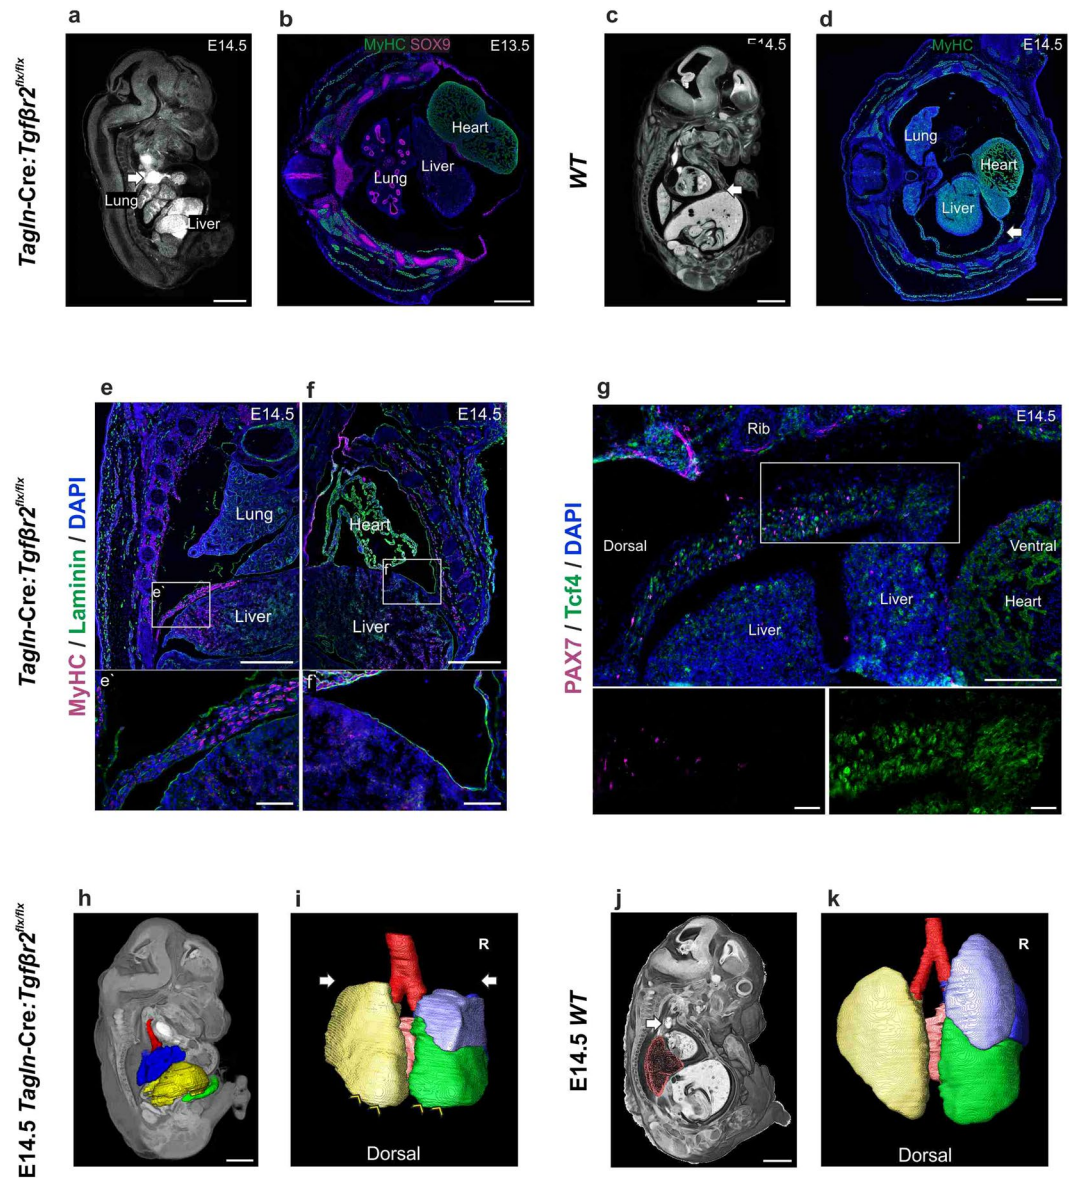 a
b
c
d
Tagln-Cre:Tgfβr2flx/flx
E14.5
Lung
Liver
MyHC SOX9
E13.5
Heart
Liver
Lung
WT
E14.5
MyHC
E14.5
Lung
Heart
Liver
e
f
g
Tagln-Cre:Tgfβr2flx/flx
MyHC / Laminin / DAPI
E14.5
Lung
e`
Liver
e`
E14.5
Heart
Liver
f`
PAX7 / Tcf4 / DAPI
E14.5
Rib
Dorsal
Ventral
Liver
Heart
Liver
h
i
j
k
E14.5 Tagln-Cre:Tgfβr2flx/flx
R
Dorsal
E14.5 WT
R
Dorsal